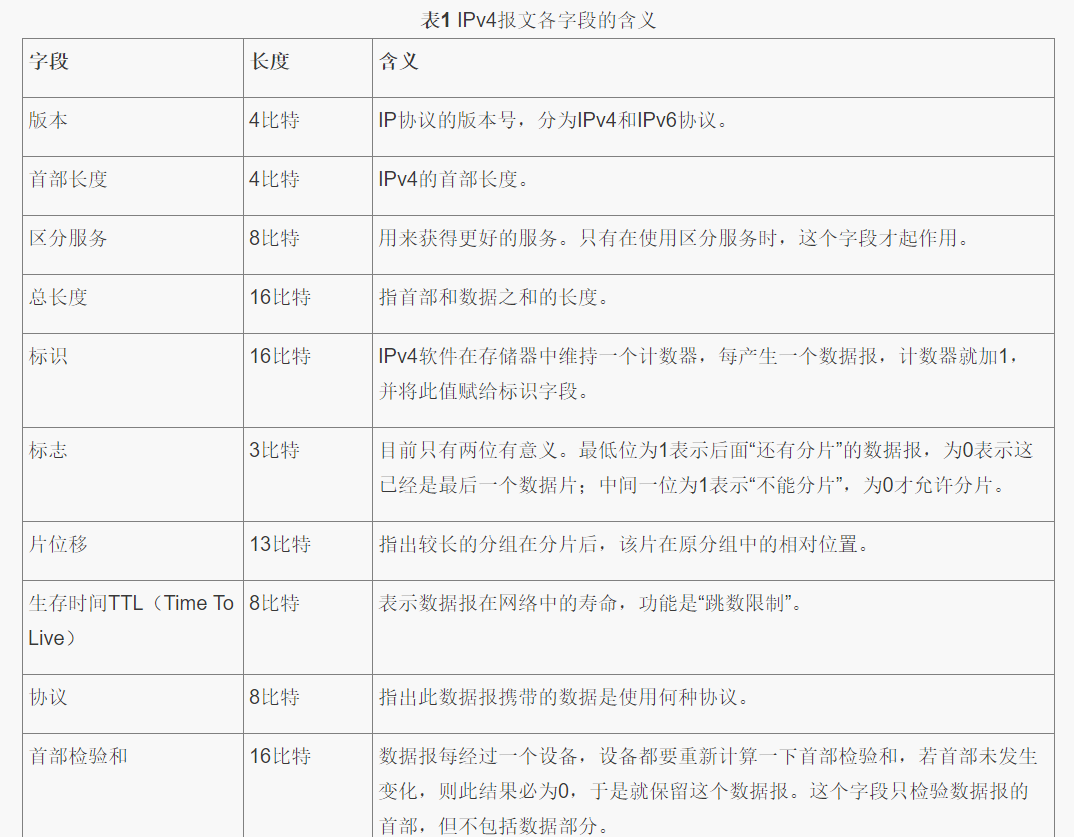 表1 IPv4报文各字段的含义
字段 长度 含义
版本 4比特 IP协议的版本号，分为IPv4和IPv6协议。
首部长度 4比特 IPv4的首部长度。
区分服务 8比特 用来获得更好的服务。只有在使用区分服务时，这个字段才起作用。
总长度 16比特 指首部和数据之和的长度。
标识 16比特 IPv4软件在存储器中维持一个计数器，每产生一个数据报，计数器就加1，
并将此值赋给标识字段。
标志 3比特 目前只有两位有意义。最低位为1表示后面“还有分片”的数据报，为0表示这
已经是最后一个数据片；中间一位为1表示“不能分片”，为0才允许分片。
片位移 13比特 指出较长的分组在分片后，该片在原分组中的相对位置。
生存时间TTL（Time To 8比特 表示数据报在网络中的寿命，功能是“跳数限制”。
Live）
协议 8比特 指出此数据报携带的数据是使用何种协议。
首部检验和 16比特 数据报每经过一个设备，设备都要重新计算一下首部检验和，若首部未发生
变化，则此结果必为0，于是就保留这个数据报。这个字段只检验数据报的
首部，但不包括数据部分。